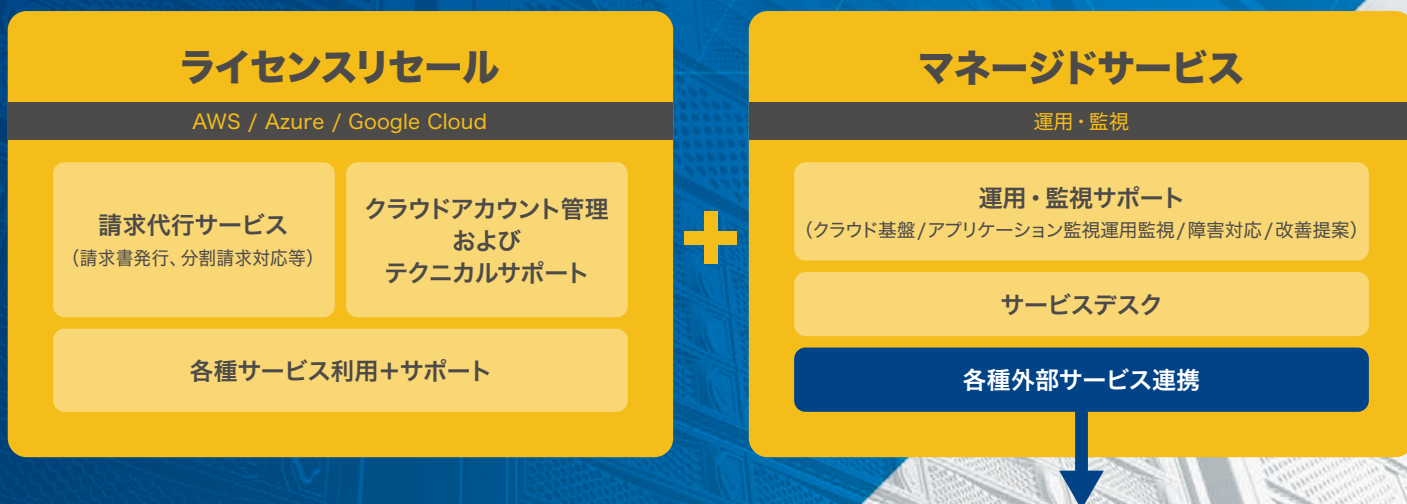 ライセンスリセール
AWS / Azure / Google Cloud
請求代行サービス
（請求書発行、分割請求対応等）
クラウドアカウント管理
および
テクニカルサポート
各種サービス利用＋サポート
+
マネージドサービス
運用・監視
運用・監視サポート
（クラウド基盤/アプリケーション監視運用監視/障害対応/改善提案）
サービスデスク
各種外部サービス連携